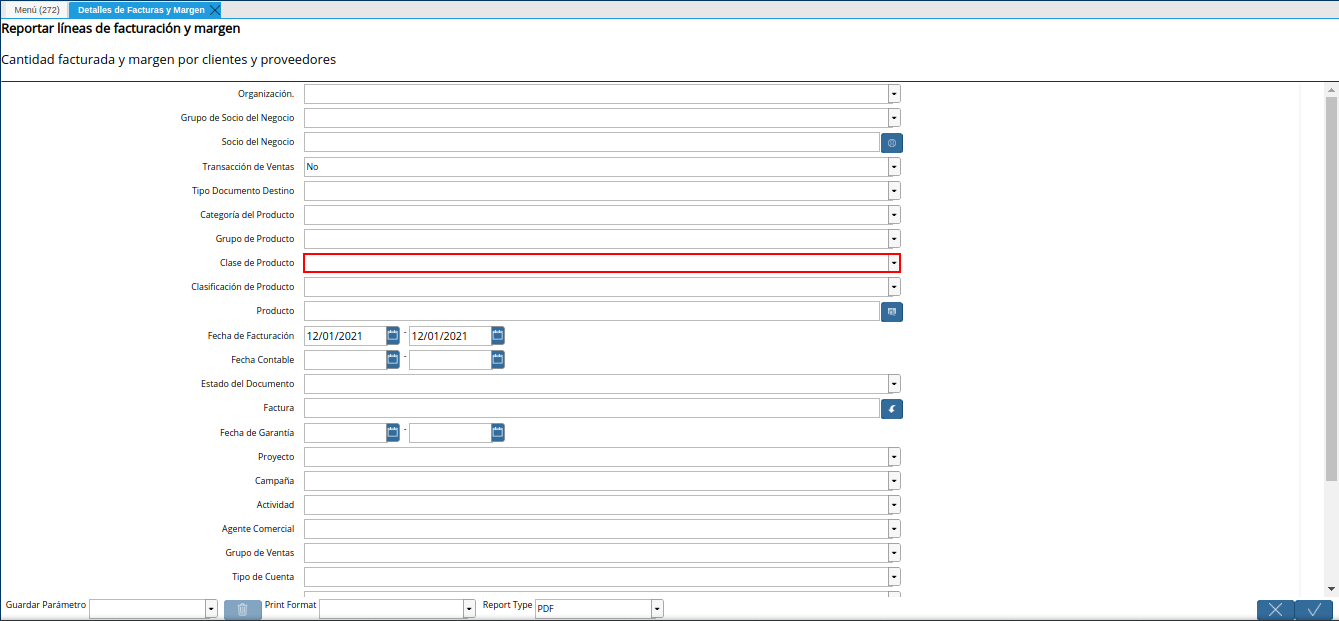 Menú (272) Detalles de Facturas y Margen
Reportar líneas de facturación y margen
Cantidad facturada y margen por clientes y proveedores
Organización.
Grupo de Socio del Negocio
Socio del Negocio
Transacción de Ventas No
Tipo Documento Destino
Categoría del Producto
Grupo de Producto
Clase de Producto
Clasificación de Producto
Producto
Fecha de Facturación 12/01/2021 - 12/01/2021
Fecha Contable -
Estado del Documento
Factura
Fecha de Garantía -
Proyecto
Campaña
Actividad
Agente Comercial
Grupo de Ventas
Tipo de Cuenta
Guardar Parámetro Print Format Report Type PDF